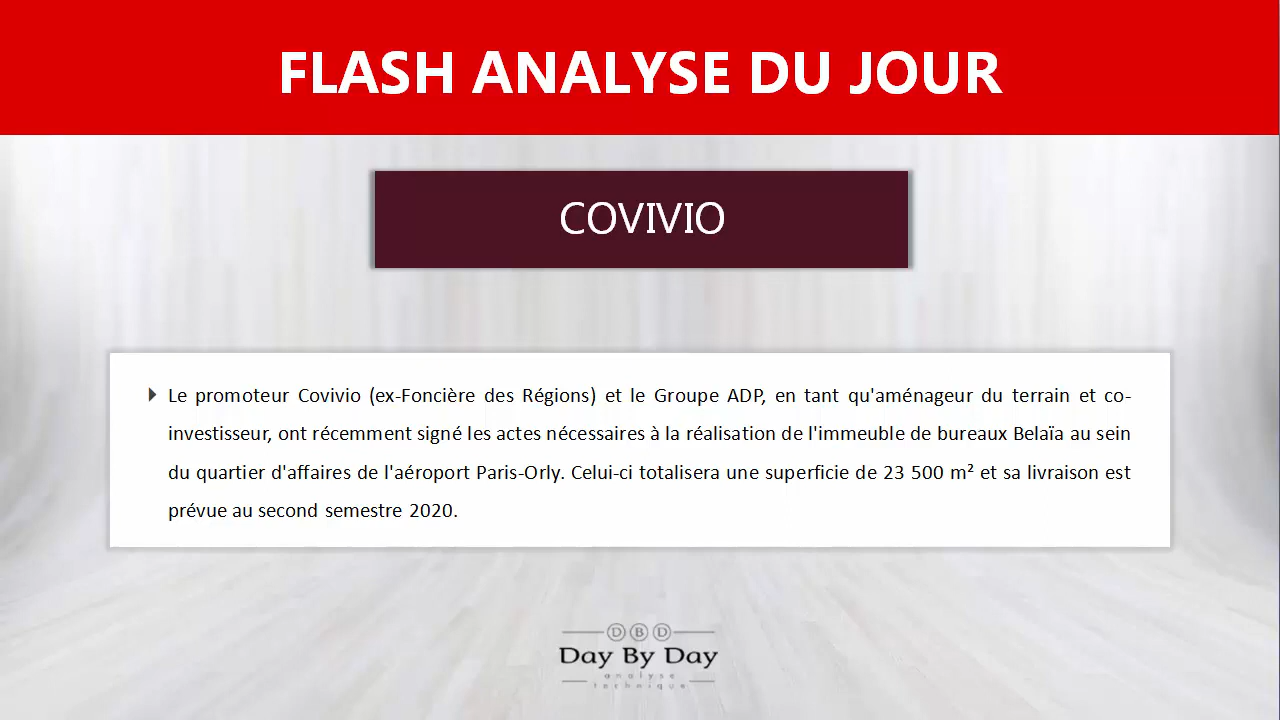 FLASH ANALYSE DU JOUR
COVIVIO
Le promoteur Covivio (ex-Foncière des Régions) et le Groupe ADP, en tant qu'aménageur du terrain et co-
investisseur, ont récemment signé les actes nécessaires à la réalisation de l'immeuble de bureaux Belaïa au sein
du quartier d'affaires de l'aéroport Paris-Orly. Celui-ci totalisera une superficie de 23 500 m² et sa livraison est
prévue au second semestre 2020.
DBD
Day By Day
analyse
technique